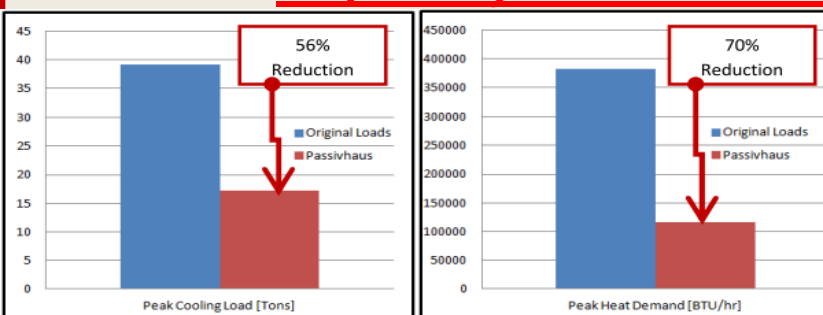 45
40
35
30
25
20
15
10
5
0
56%
Reduction
Original Loads
Passivhaus
Peak Cooling Load [Tons]
450000
400000
350000
300000
250000
200000
150000
100000
50000
0
70%
Reduction
Original Loads
Passivhaus
Peak Heat Demand [BTU/hr]